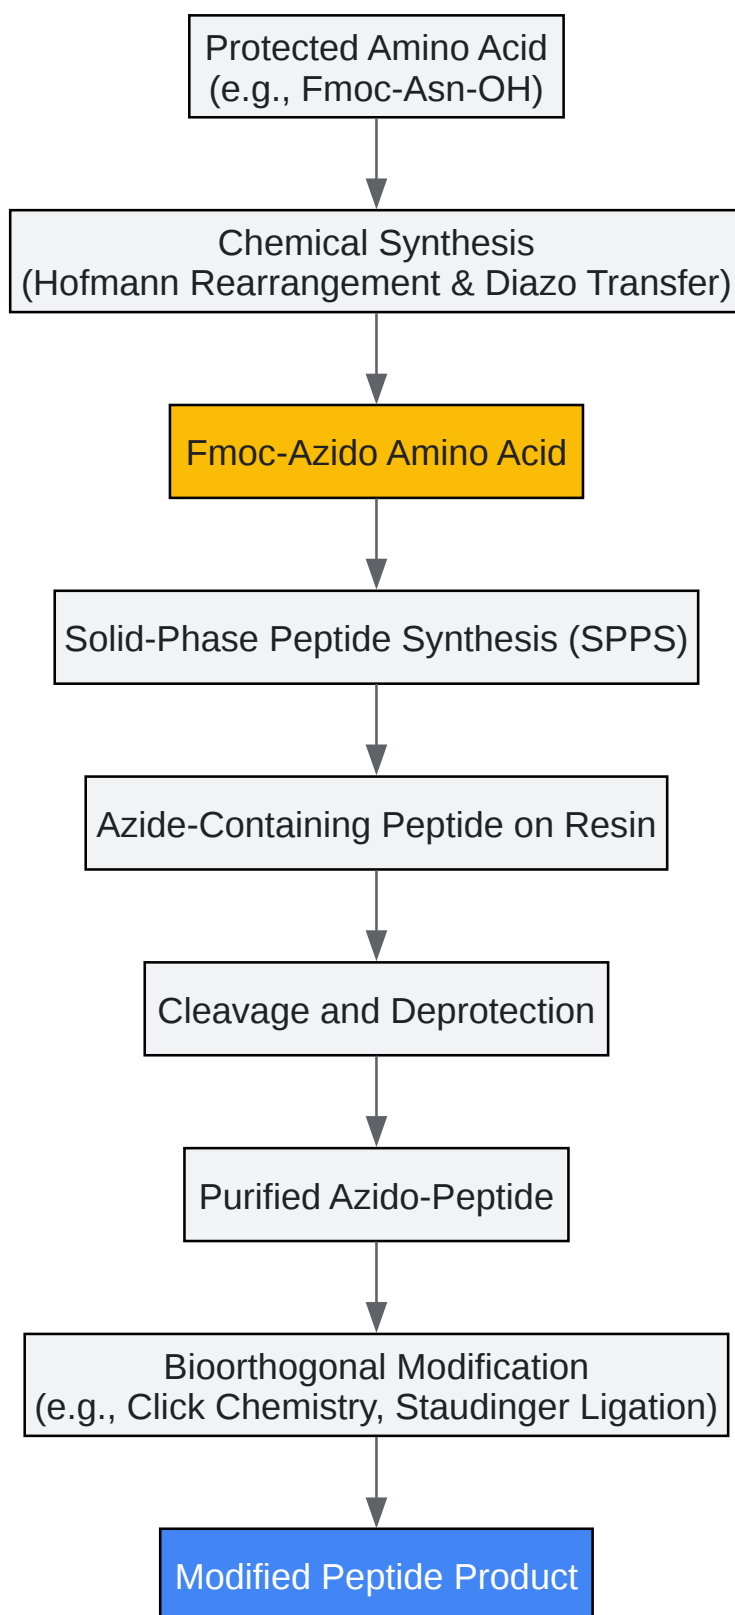 Protected Amino Acid
(e.g., Fmoc-Asn-OH)
Chemical Synthesis
(Hofmann Rearrangement & Diazo Transfer)
Fmoc-Azido Amino Acid
Solid-Phase Peptide Synthesis (SPPS)
Azide-Containing Peptide on Resin
Cleavage and Deprotection
Purified Azido-Peptide
Bioorthogonal Modification
(e.g., Click Chemistry, Staudinger Ligation)
Modified Peptide Product